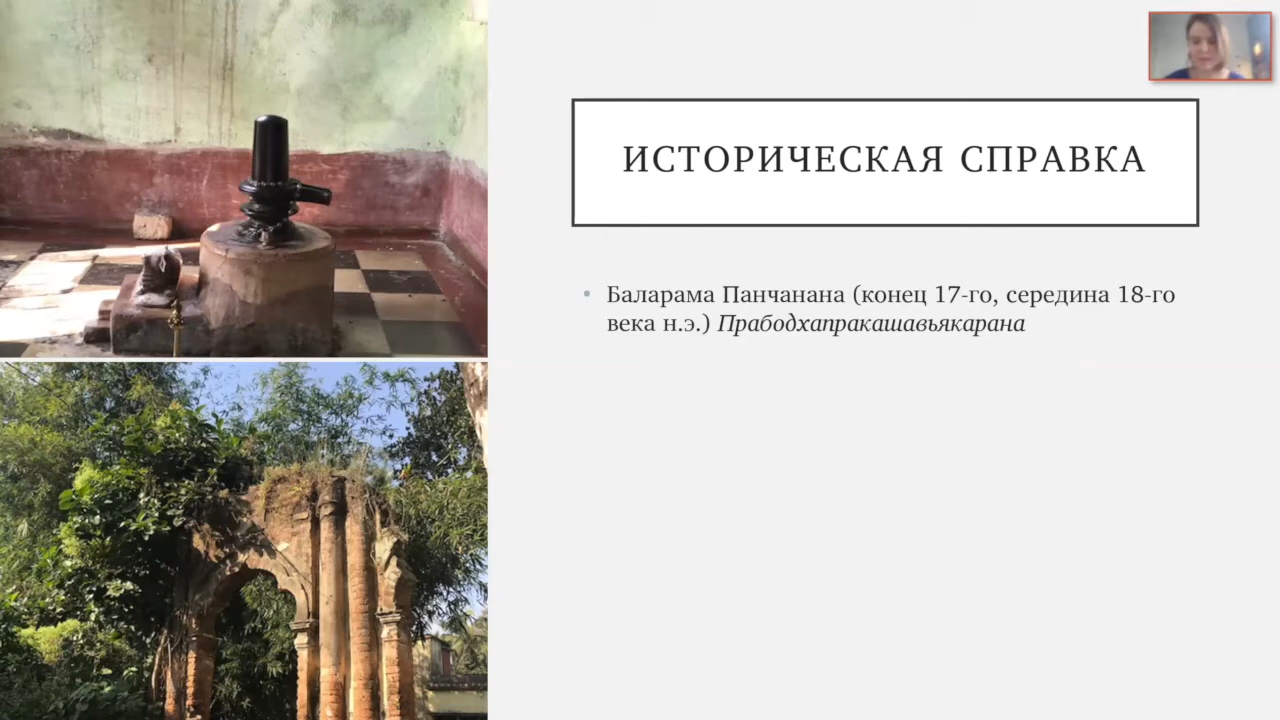 ИСТОРИЧЕСКАЯ СПРАВКА
• Баларама Панчанана (конец 17-го, середина 18-го
века н.э.) Прабодхапракашавьякарана